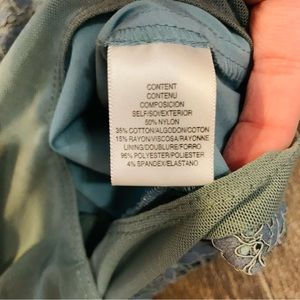 CONTENT
CONTENU
COMPOSICIÓN
SELF/SOI/EXTERIOR
50% NYLON
35% COTTON/ALGODON/COTON
15% RAYON/VISCOSA/RAYONNE
LINING/DOUBLURE/FORRO
96% POLYESTER/POLIESTER
4% SPANDEX/ELASTANO